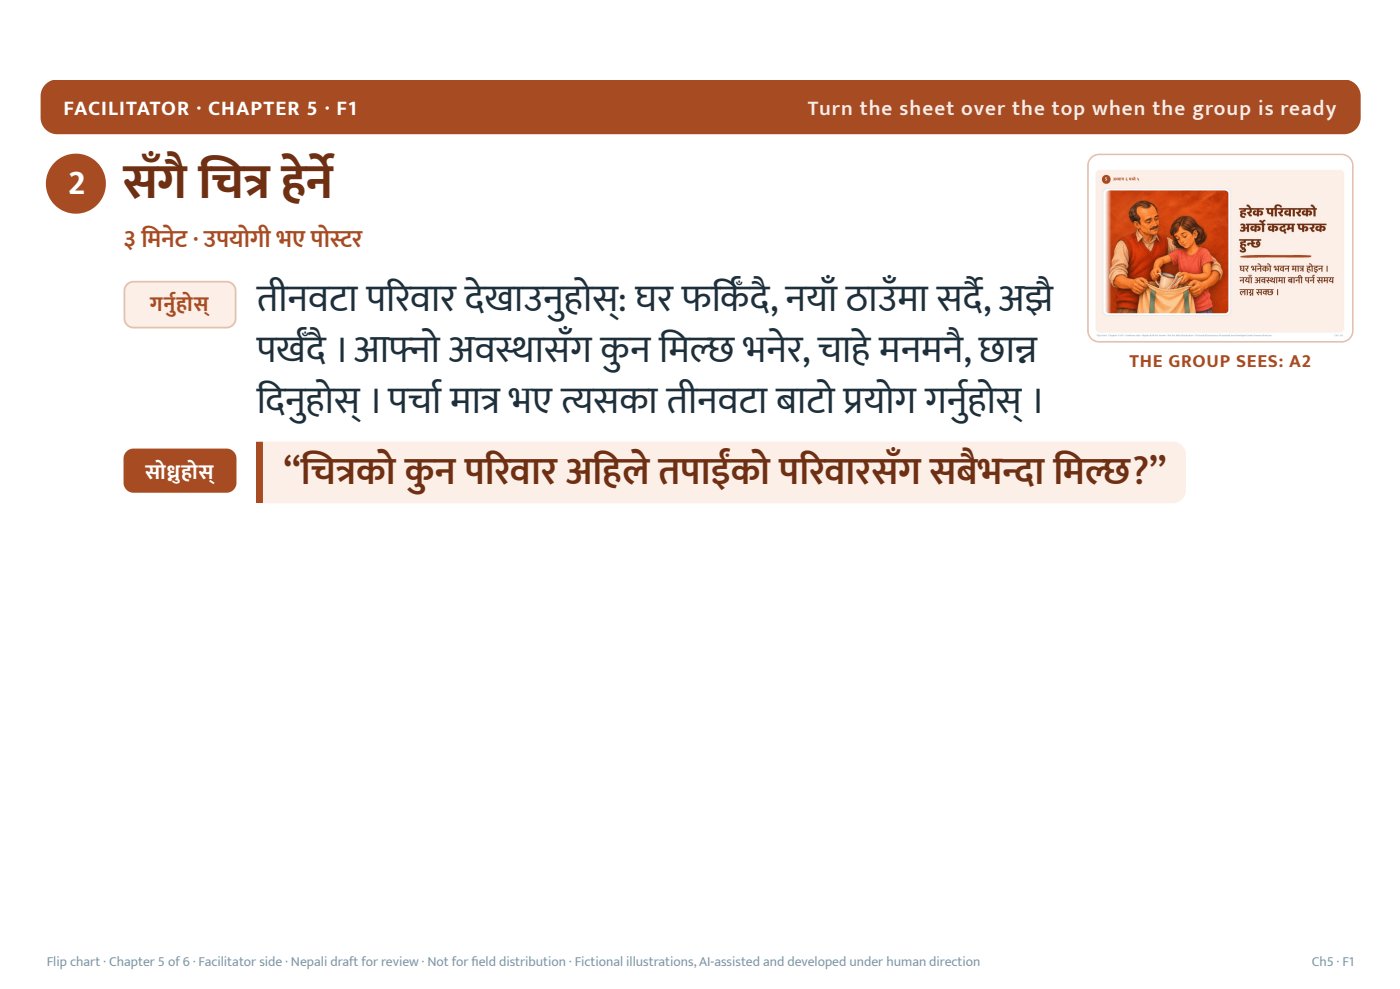 FACILITATOR · CHAPTER 5 · F1
Turn the sheet over the top when the group is ready
2
सँगै चित्र हेर्ने
३ मिनेट · उपयोगी भए पोस्टर
गर्नुहोस्
तीनवटा परिवार देखाउनुहोस्: घर फर्किँदै, नयाँ ठाउँमा सर्दै, अझै
पर्खँदै । आफ्नो अवस्थासँग कुन मिल्छ भनेर, चाहे मनमनै, छान्न
दिनुहोस् । पर्चा मात्र भए त्यसका तीनवटा बाटो प्रयोग गर्नुहोस् ।
सोध्नुहोस्
“चित्रको कुन परिवार अहिले तपाईंको परिवारसँग सबैभन्दा मिल्छ?”
हरेक परिवारको
अर्को कदम फरक
हुन्छ
घर भनेको भवन मात्र होइन ।
नयाँ अवस्थामा बानी पर्न समय
लाग्न सक्छ ।
THE GROUP SEES: A2
Flip chart · Chapter 5 of 6 · Facilitator side · Nepali draft for review · Not for field distribution · Fictional illustrations, AI-assisted and developed under human direction
Ch5 · F1